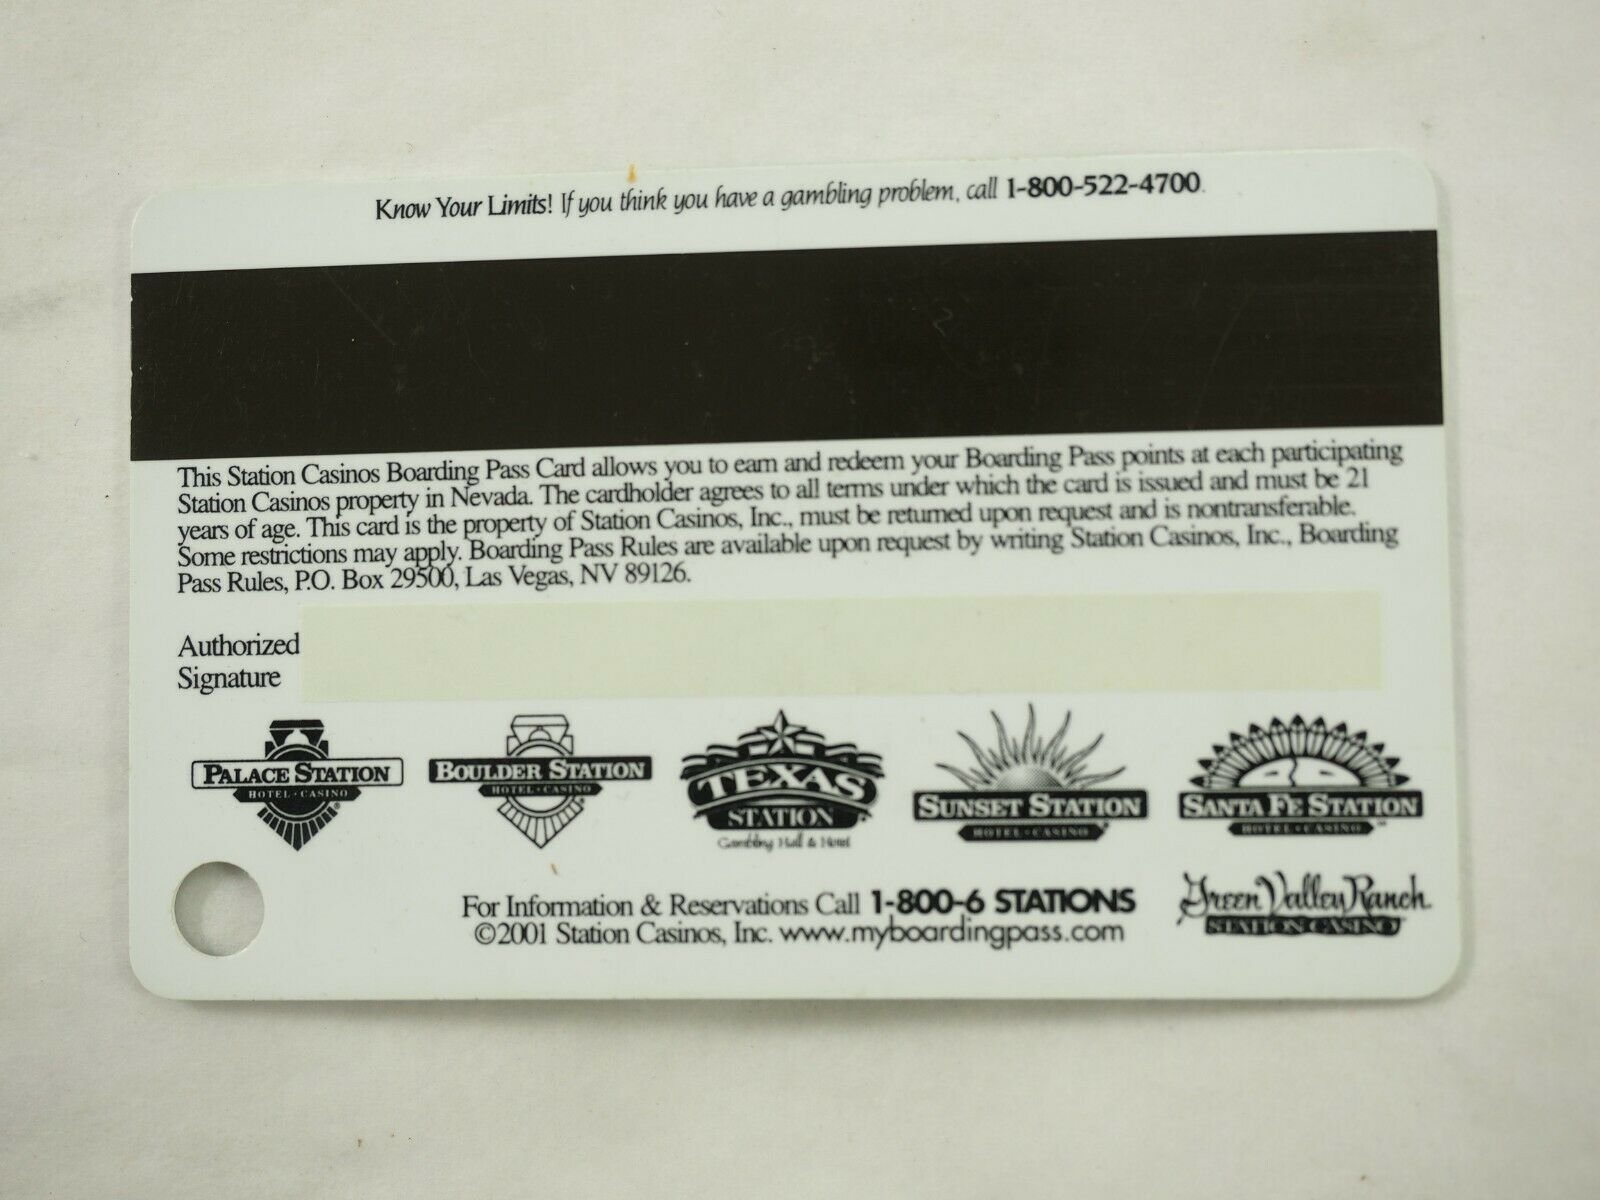 Know Your Limits! If you think you have a gambling problem, call 1-800-522-4700.
This Station Casinos Boarding Pass Card allows you to earn and redeem your Boarding Pass points at each participating
Station Casinos property in Nevada. The cardholder agrees to all terms under which the card is issued and must be 21
years of age. This card is the property of Station Casinos, Inc., must be returned upon request and is nontransferable.
Some restrictions may apply. Boarding Pass Rules are available upon request by writing Station Casinos, Inc., Boarding
Pass Rules, P.O. Box 29500, Las Vegas, NV 89126.
Authorized
Signature
PALACE STATION
HOTEL · CASINO
®
BOULDER STATION
HOTEL · CASINO
®
TEXAS
STATION
Gambling Hall & Hotel
SUNSET STATION
HOTEL · CASINO
SANTA FE STATION
HOTEL · CASINO
Green Valley Ranch
STATION CASINO
For Information & Reservations Call 1-800-6 STATIONS
©2001 Station Casinos, Inc. www.myboardingpass.com